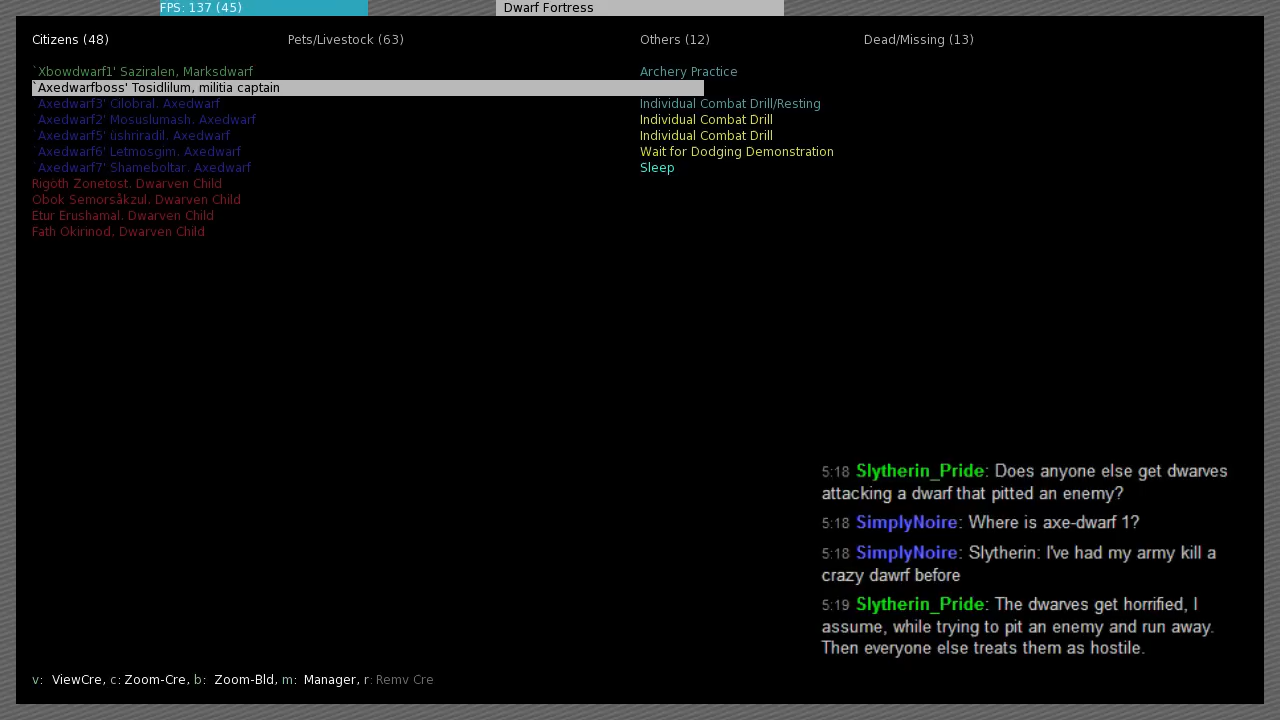 FPS: 137 (45) Dwarf Fortress
Citizens (48) Pets/Livestock (63) Others (12) Dead/Missing (13)
`Xbowdwarf1' Saziralen, Marksdwarf Archery Practice
`Axedwarfboss' Tosidlilum, militia captain
`Axedwarf3' Cilobral, Axedwarf Individual Combat Drill/Resting
`Axedwarf2' Mosuslumash, Axedwarf Individual Combat Drill
`Axedwarf5' ùshriradil, Axedwarf Individual Combat Drill
`Axedwarf6' Letmosgim, Axedwarf Wait for Dodging Demonstration
`Axedwarf7' Shameboltar, Axedwarf Sleep
Rigoth Zonetost, Dwarven Child
Obok Semorsåkzul, Dwarven Child
Etur Erushamal, Dwarven Child
Fath Okirinod, Dwarven Child
5:18 Slytherin_Pride: Does anyone else get dwarves
attacking a dwarf that pitted an enemy?
5:18 SimplyNoire: Where is axe-dwarf 1?
5:18 SimplyNoire: Slytherin: I've had my army kill a
crazy dawrf before
5:19 Slytherin_Pride: The dwarves get horrified, I
assume, while trying to pit an enemy and run away.
Then everyone else treats them as hostile.
v: ViewCre, c: Zoom-Cre, b: Zoom-Bld, m: Manager, r: Remv Cre